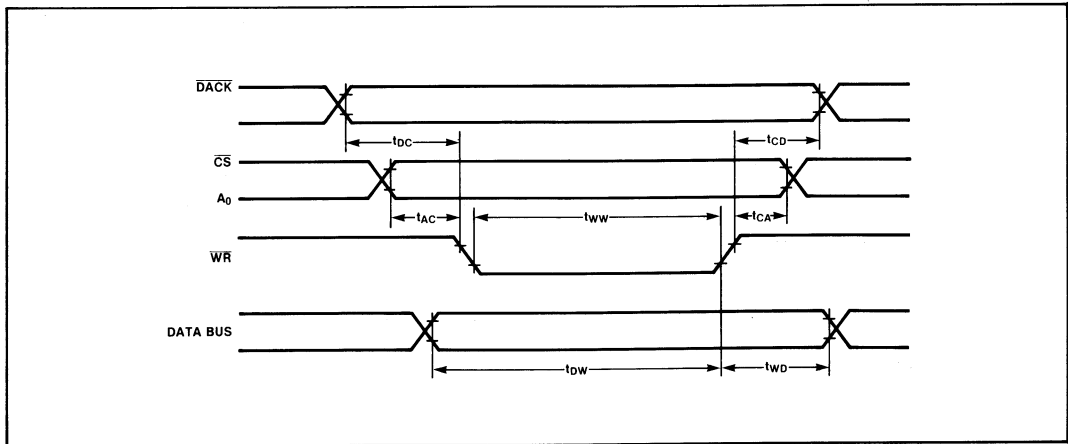 DACK
tDC
tCD
CS
A0
tAC
tWW
tCA
WR
DATA BUS
tDW
tWD